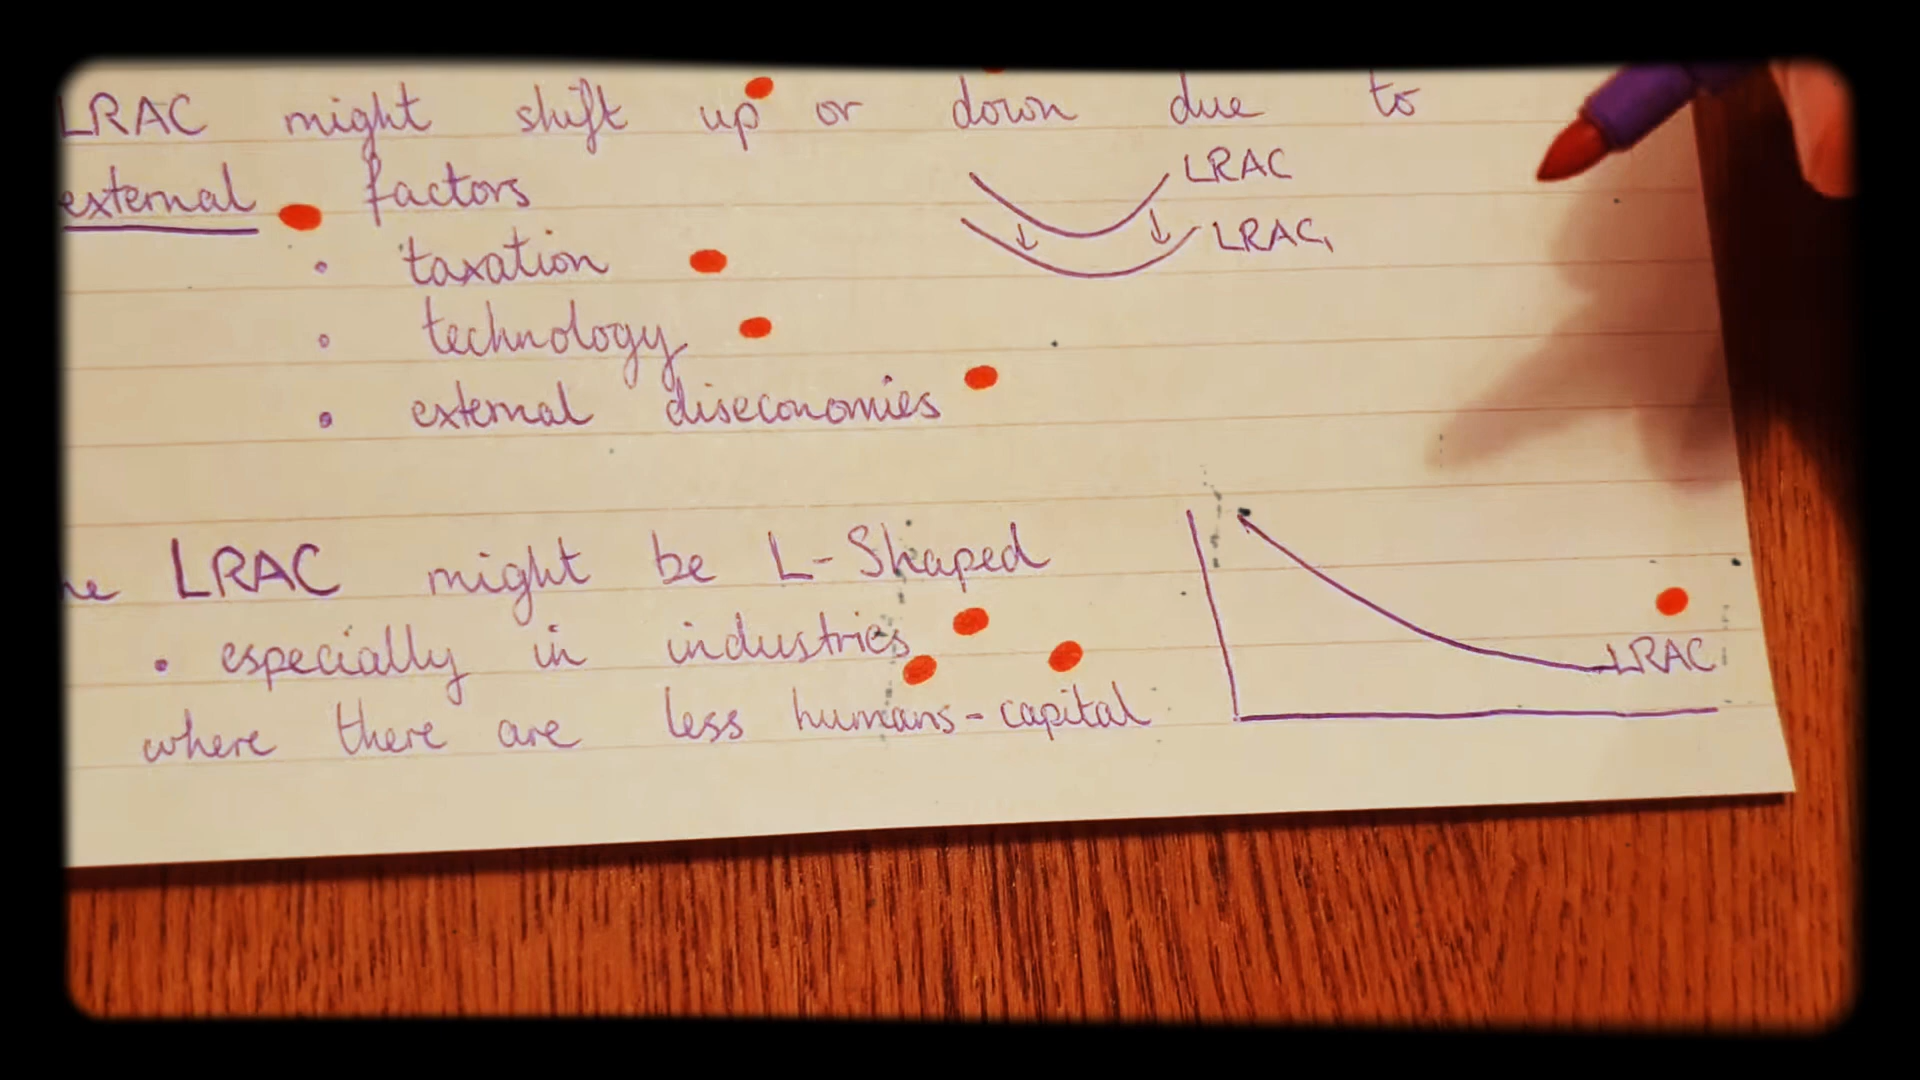 LRAC might shift up or down due to
external factors
LRAC
LRAC₁
• taxation
• technology
• external diseconomies
LRAC might be L-Shaped
• especially in industries
where there are less humans - capital
LRAC